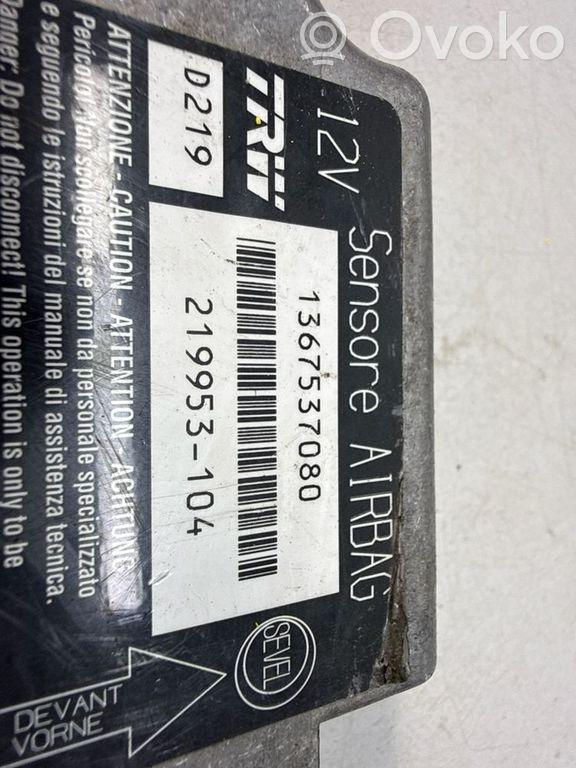 Ovoko
12V Sensore AIRBAG
TRW
D219
1367537080
219953-104
SEVEL
ATTENZIONE - CAUTION - ATTENTION - ACHTUNG
Pericolo! Non scollegare se non da personale specializzato
e seguendo le istruzioni del manuale di assistenza tecnica.
Danger: Do not disconnect! This operation is only to be
DEVANT
VORNE